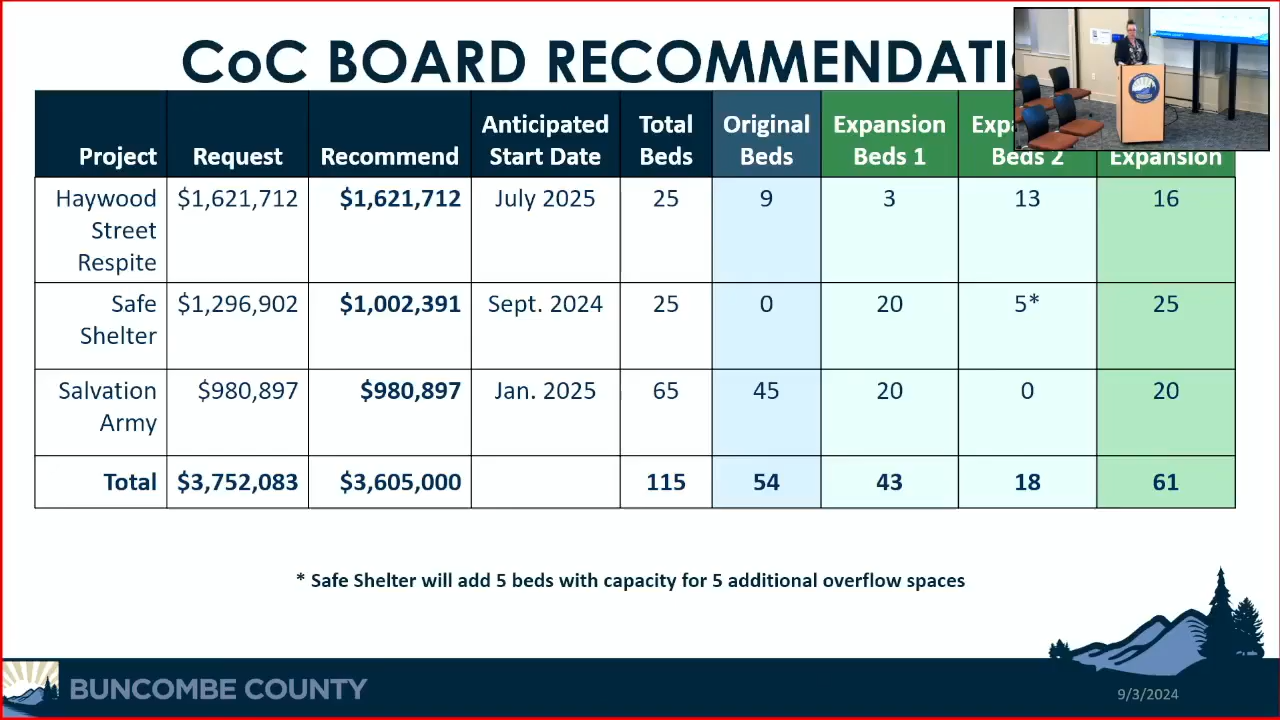 CoC BOARD RECOMMENDATI
Project Request Recommend Anticipated Start Date Total Beds Original Beds Expansion Beds 1 Beds 2 Expansion
Haywood Street Respite $1,621,712 $1,621,712 July 2025 25 9 3 13 16
Safe Shelter $1,296,902 $1,002,391 Sept. 2024 25 0 20 5* 25
Salvation Army $980,897 $980,897 Jan. 2025 65 45 20 0 20
Total $3,752,083 $3,605,000 115 54 43 18 61
* Safe Shelter will add 5 beds with capacity for 5 additional overflow spaces
BUNCOMBE COUNTY
9/3/2024